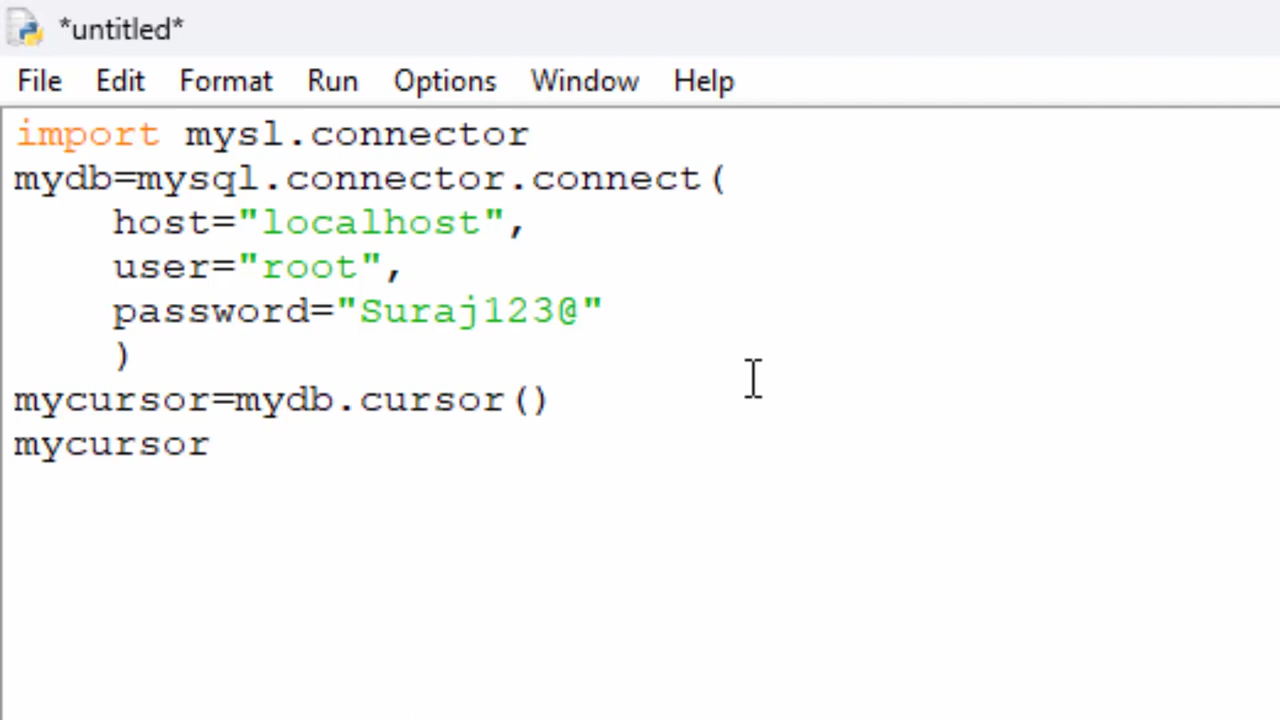 *untitled*
File Edit Format Run Options Window Help
import mysl.connector
mydb=mysql.connector.connect(
    host="localhost",
    user="root",
    password="Suraj123@"
    )
mycursor=mydb.cursor()
mycursor